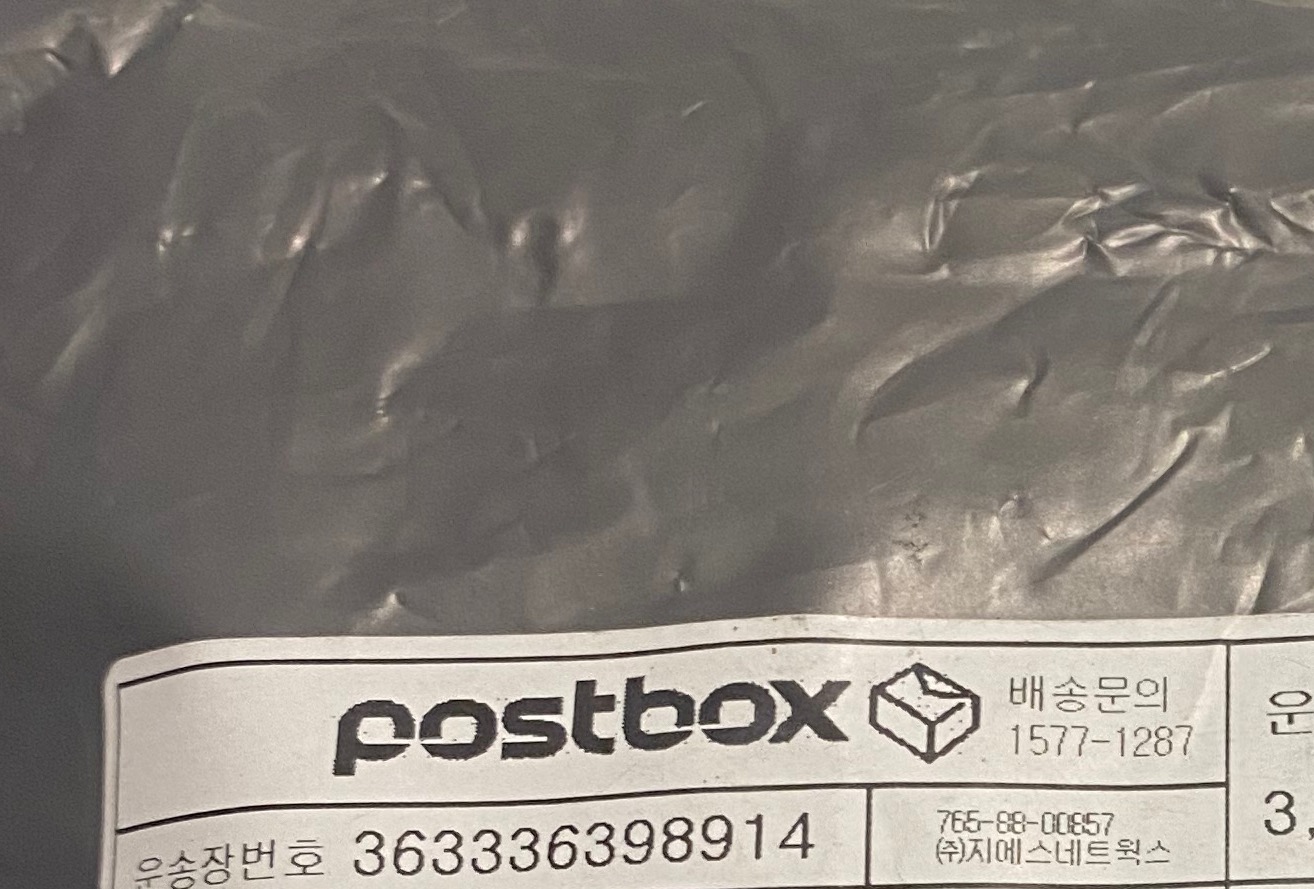 postbox
배송문의
1577-1287
운
운송장번호 363336398914
765-88-00857
(주)지에스네트웍스
3,